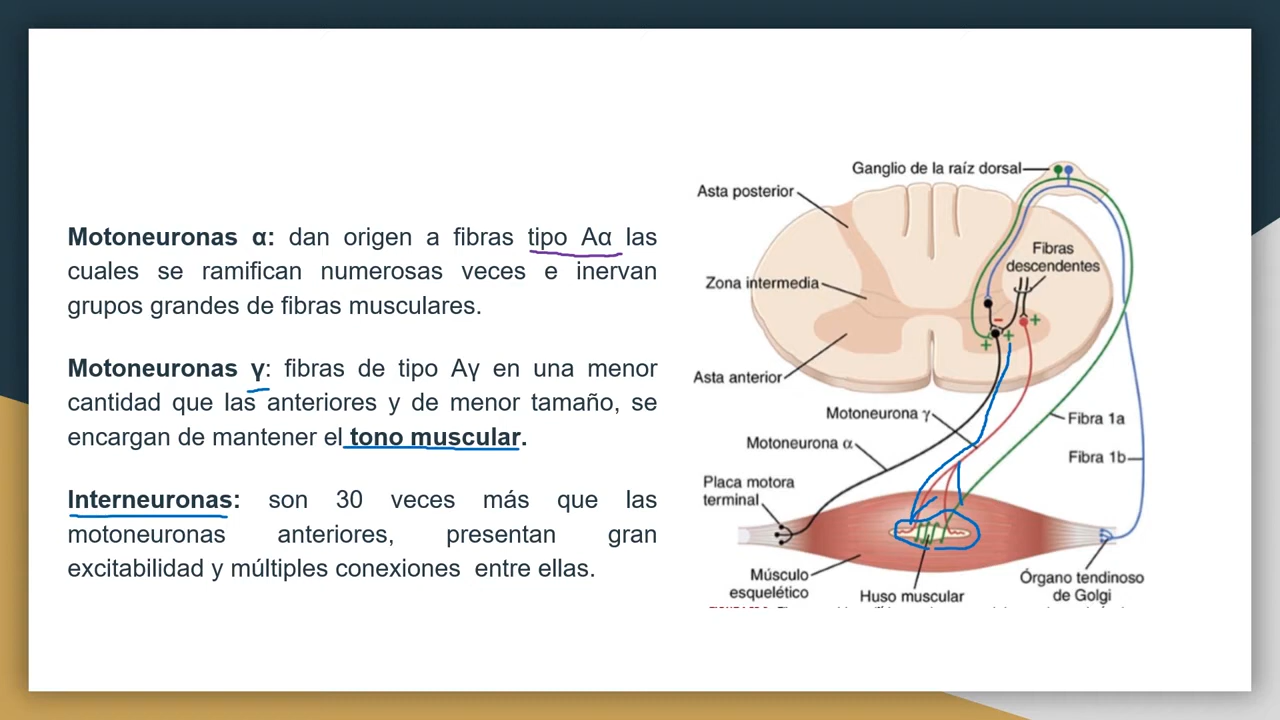 Motoneuronas α: dan origen a fibras tipo Aα las
cuales se ramifican numerosas veces e inervan
grupos grandes de fibras musculares.
Motoneuronas γ: fibras de tipo Aγ en una menor
cantidad que las anteriores y de menor tamaño, se
encargan de mantener el tono muscular.
Interneuronas: son 30 veces más que las
motoneuronas anteriores, presentan gran
excitabilidad y múltiples conexiones entre ellas.
Ganglio de la raíz dorsal
Asta posterior
Fibras
descendentes
Zona intermedia
− +
+ +
Asta anterior
Motoneurona γ
Fibra 1a
Motoneurona α
Fibra 1b
Placa motora
terminal
Músculo
esquelético
Huso muscular
Órgano tendinoso
de Golgi